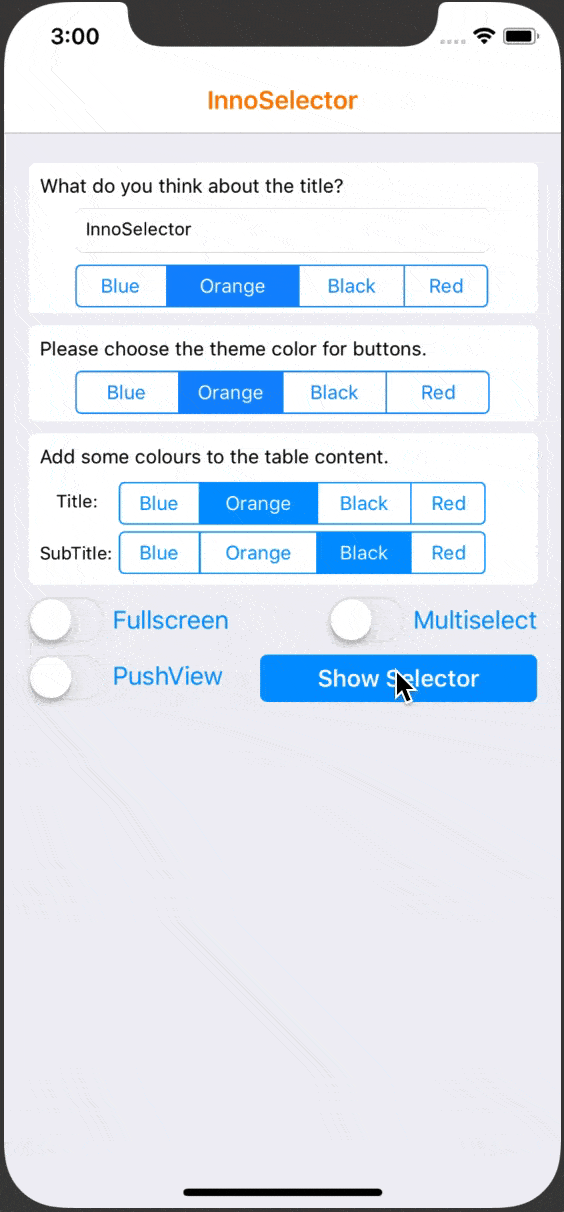 3:00
InnoSelector
What do you think about the title?
InnoSelector
Blue Orange Black Red
Please choose the theme color for buttons.
Blue Orange Black Red
Add some colours to the table content.
Title: Blue Orange Black Red
SubTitle: Blue Orange Black Red
Fullscreen Multiselect
PushView Show Selector